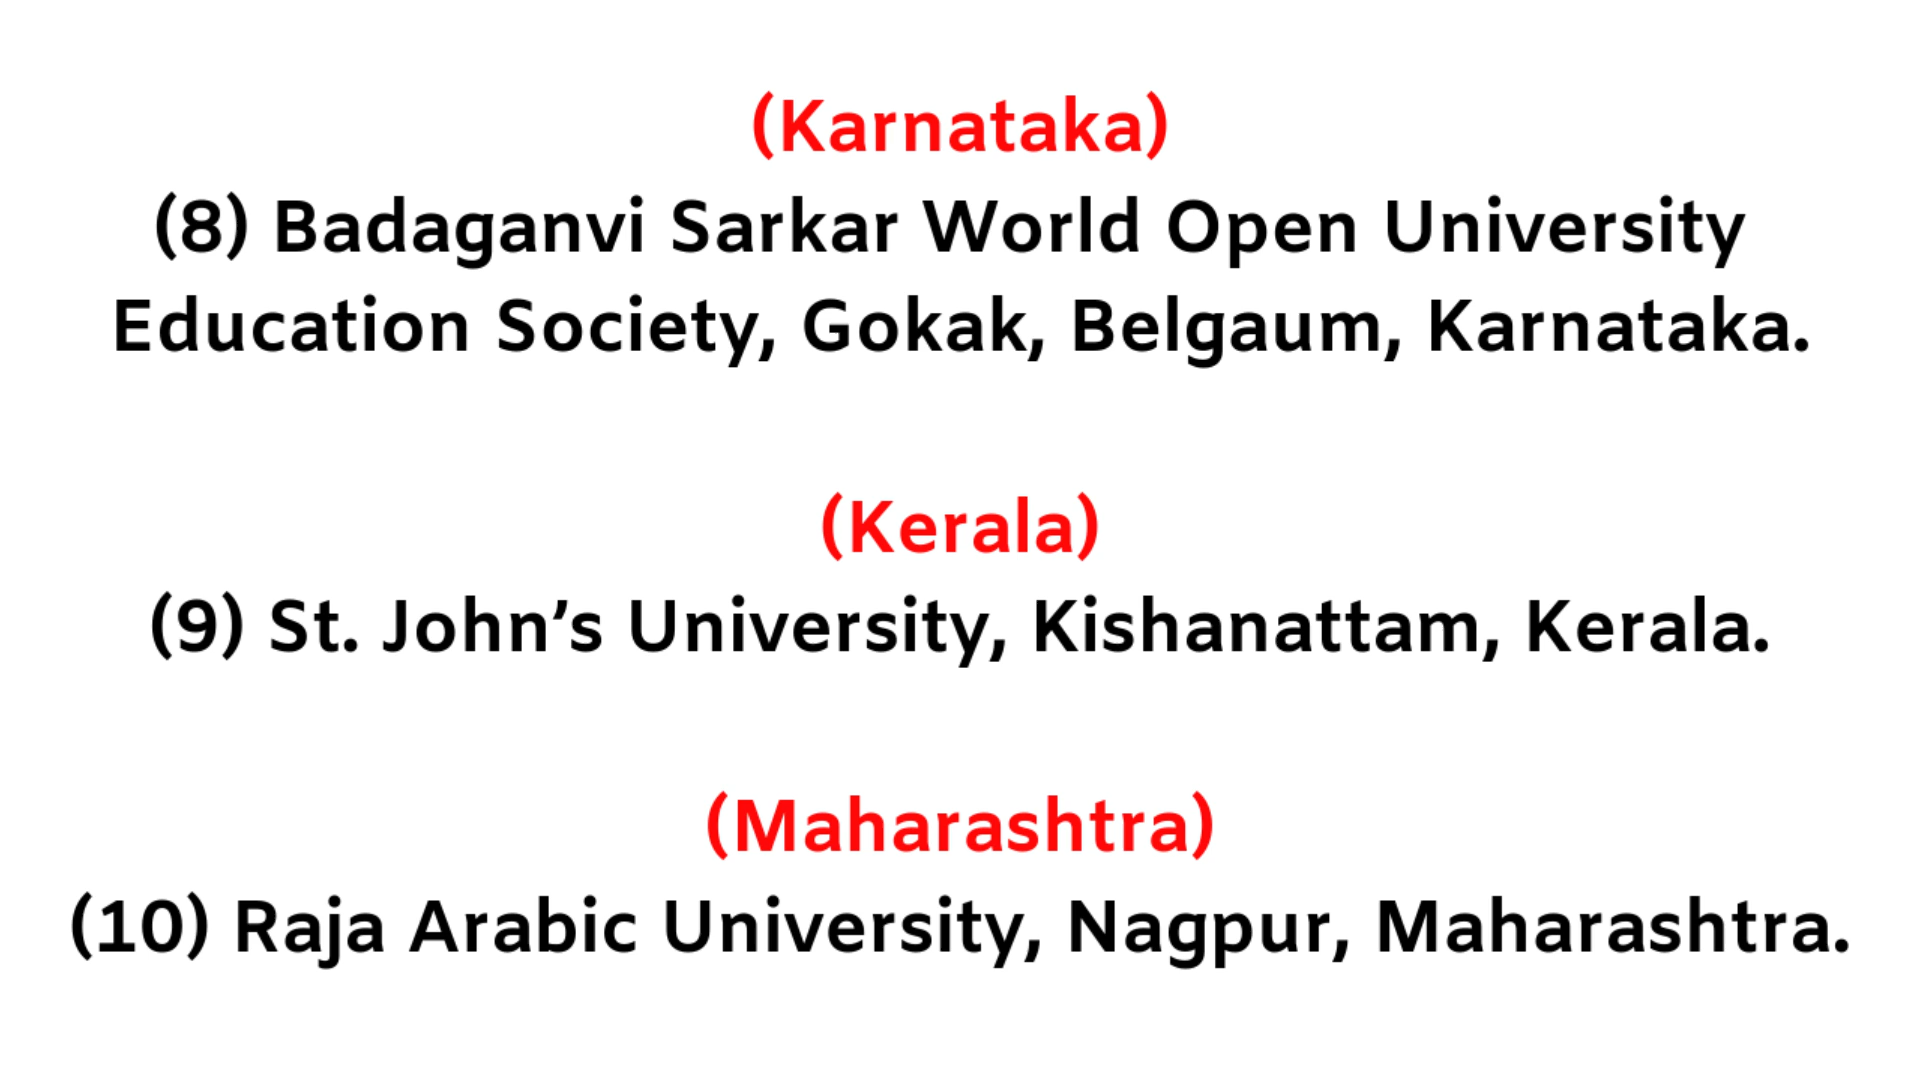 (Karnataka)
(8) Badaganvi Sarkar World Open University
Education Society, Gokak, Belgaum, Karnataka.
(Kerala)
(9) St. John’s University, Kishanattam, Kerala.
(Maharashtra)
(10) Raja Arabic University, Nagpur, Maharashtra.